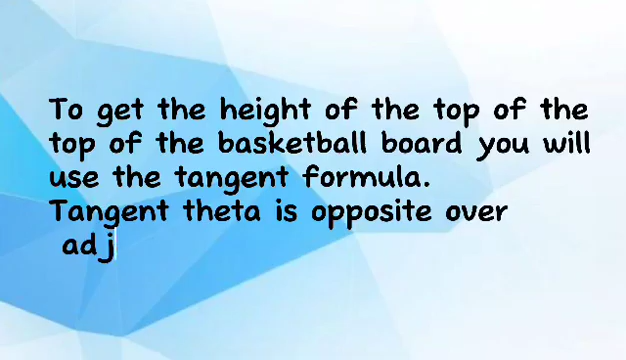 To get the height of the top of the
top of the basketball board you will
use the tangent formula.
Tangent theta is opposite over
adj